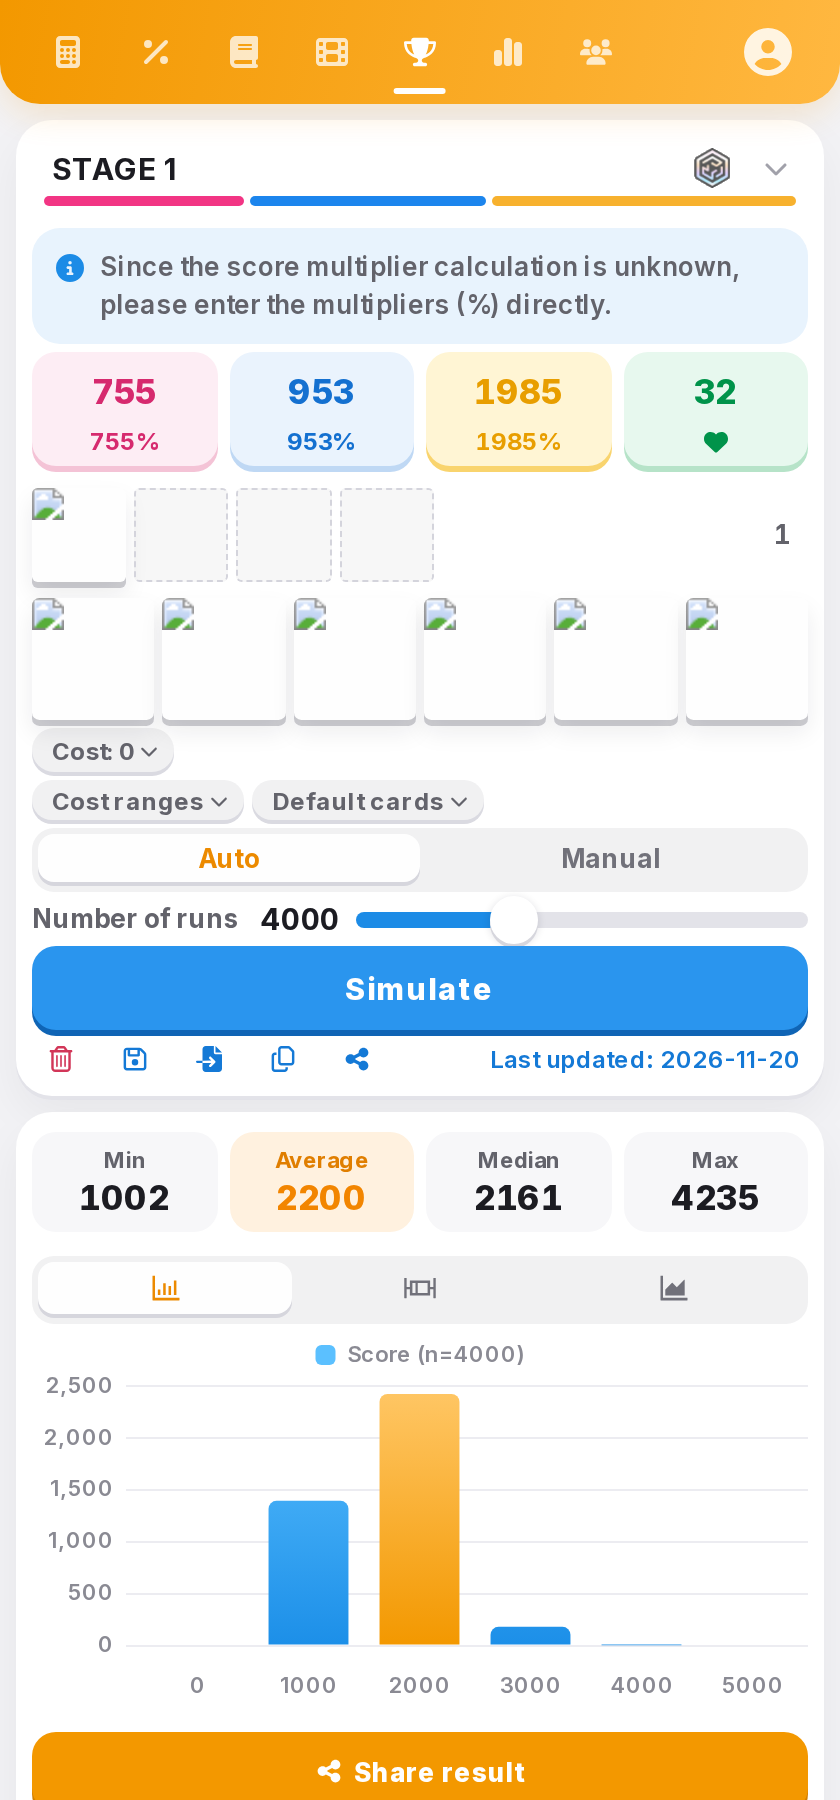 STAGE 1
Since the score multiplier calculation is unknown,
please enter the multipliers (%) directly.
755 953 1985 32
755% 953% 1985%
1
Cost: 0
Cost ranges Default cards
Auto Manual
Number of runs 4000
Simulate
Last updated: 2026-11-20
Min Average Median Max
1002 2200 2161 4235
Score (n=4000)
2,500
2,000
1,500
1,000
500
0
0 1000 2000 3000 4000 5000
Share result